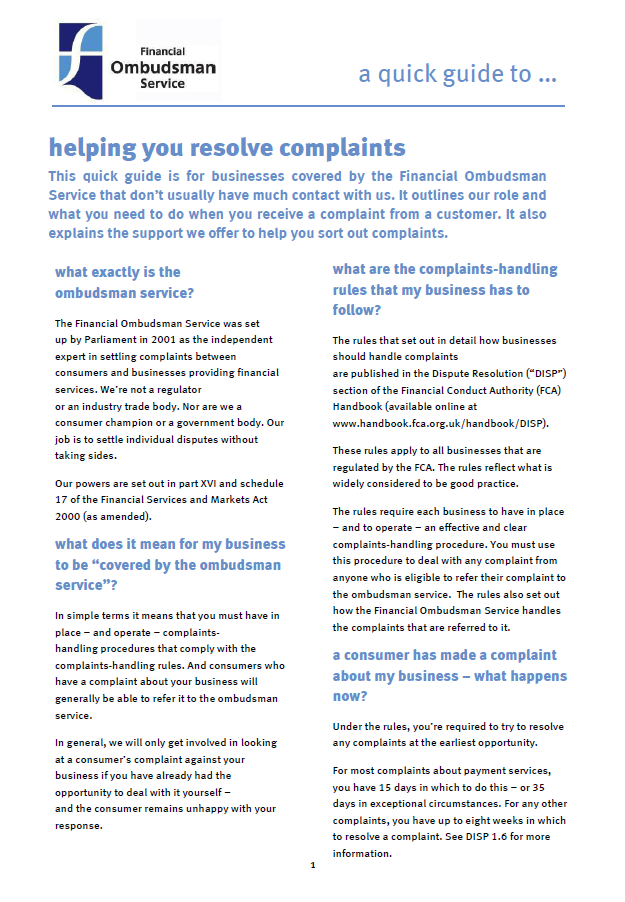 Financial
Ombudsman
Service
a quick guide to ...
helping you resolve complaints
This quick guide is for businesses covered by the Financial Ombudsman
Service that don’t usually have much contact with us. It outlines our role and
what you need to do when you receive a complaint from a customer. It also
explains the support we offer to help you sort out complaints.
what exactly is the
ombudsman service?
The Financial Ombudsman Service was set
up by Parliament in 2001 as the independent
expert in settling complaints between
consumers and businesses providing financial
services. We’re not a regulator
or an industry trade body. Nor are we a
consumer champion or a government body. Our
job is to settle individual disputes without
taking sides.
Our powers are set out in part XVI and schedule
17 of the Financial Services and Markets Act
2000 (as amended).
what does it mean for my business
to be “covered by the ombudsman
service”?
In simple terms it means that you must have in
place – and operate – complaints-
handling procedures that comply with the
complaints-handling rules. And consumers who
have a complaint about your business will
generally be able to refer it to the ombudsman
service.
In general, we will only get involved in looking
at a consumer’s complaint against your
business if you have already had the
opportunity to deal with it yourself –
and the consumer remains unhappy with your
response.
what are the complaints-handling
rules that my business has to
follow?
The rules that set out in detail how businesses
should handle complaints
are published in the Dispute Resolution (“DISP”)
section of the Financial Conduct Authority (FCA)
Handbook (available online at
www.handbook.fca.org.uk/handbook/DISP).
These rules apply to all businesses that are
regulated by the FCA. The rules reflect what is
widely considered to be good practice.
The rules require each business to have in place
– and to operate – an effective and clear
complaints-handling procedure. You must use
this procedure to deal with any complaint from
anyone who is eligible to refer their complaint to
the ombudsman service. The rules also set out
how the Financial Ombudsman Service handles
the complaints that are referred to it.
a consumer has made a complaint
about my business – what happens
now?
Under the rules, you’re required to try to resolve
any complaints at the earliest opportunity.
For most complaints about payment services,
you have 15 days in which to do this – or 35
days in exceptional circumstances. For any other
complaints, you have up to eight weeks in which
to resolve a complaint. See DISP 1.6 for more
information.
1